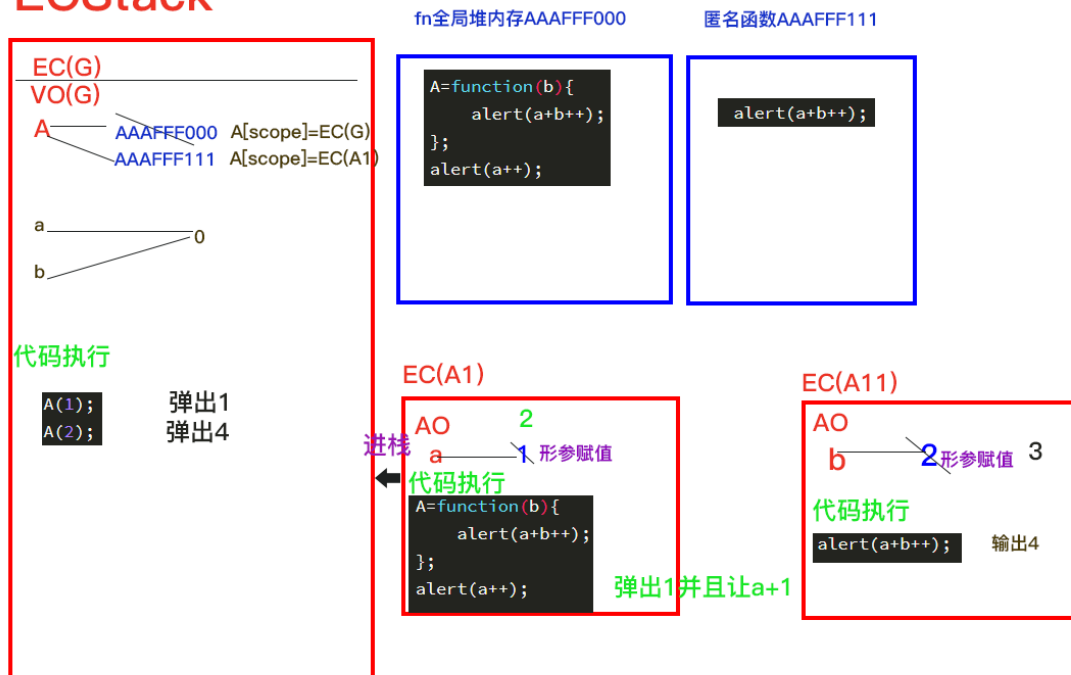 ECStack
fn全局堆内存AAAFFF000
匿名函数AAAFFF111
EC(G)
VO(G)
A
AAAFFF000 A[scope]=EC(G)
AAAFFF111 A[scope]=EC(A1)
a
0
b
代码执行
A(1);
弹出1
A(2);
弹出4
A=function(b){
alert(a+b++);
};
alert(a++);
alert(a+b++);
EC(A1)
AO
2
进栈
a
1 形参赋值
代码执行
A=function(b){
alert(a+b++);
};
alert(a++);
弹出1并且让a+1
EC(A11)
AO
b
2形参赋值 3
代码执行
alert(a+b++);
输出4